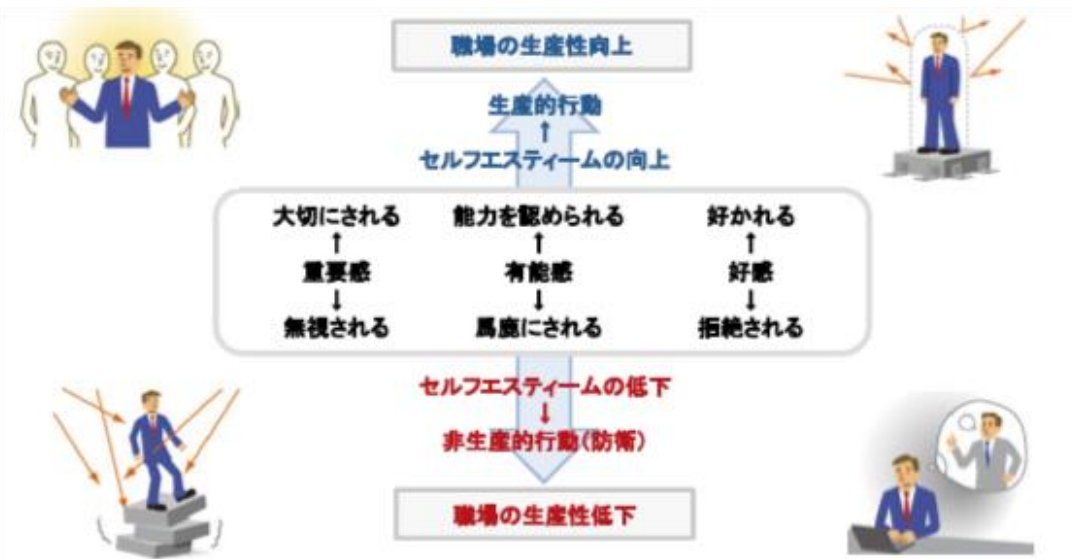 職場の生産性向上
生産的行動
↑
セルフエスティームの向上
大切にされる 能力を認められる 好かれる
↑ ↑ ↑
重要感 有能感 好感
↓ ↓ ↓
無視される 馬鹿にされる 拒絶される
セルフエスティームの低下
↓
非生産的行動(防衛)
職場の生産性低下